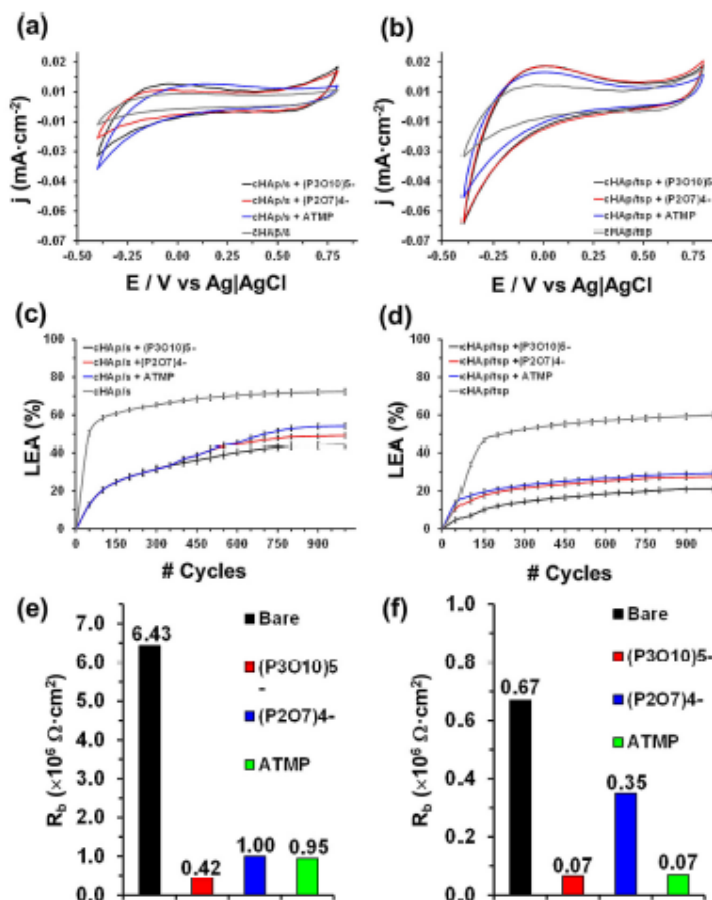 (a)
0.02
0.01
-0.01
-0.03
-0.04
-0.06
-0.07
j (mA·cm-2)
cHAp/s + (P3O10)5-
cHAp/s + (P2O7)4-
cHAp/s + ATMP
cHAp/s
-0.50 -0.25 0.00 0.25 0.50 0.75
E / V vs Ag|AgCl
(b)
0.02
0.01
-0.01
-0.03
-0.04
-0.06
-0.07
j (mA·cm-2)
cHAp/tsp + (P3O10)5-
cHAp/tsp + (P2O7)4-
cHAp/tsp + ATMP
cHAp/tsp
-0.50 -0.25 0.00 0.25 0.50 0.75
E / V vs Ag|AgCl
(c)
cHAp/s + (P3O10)5-
cHAp/s +(P2O7)4-
cHAp/s + ATMP
cHAp/s
100
80
60
40
20
0
LEA (%)
0 150 300 450 600 750 900
# Cycles
(d)
cHAp/tsp +(P3O10)5-
cHAp/tsp +(P2O7)4-
cHAp/tsp + ATMP
cHAp/tsp
100
80
60
40
20
0
LEA (%)
0 150 300 450 600 750 900
# Cycles
(e)
7.0
6.0
5.0
4.0
3.0
2.0
1.0
0.0
Rb (×106 Ω·cm2)
6.43
0.42
1.00
0.95
Bare
(P3O10)5
-
(P2O7)4-
ATMP
(f)
1.0
0.8
0.6
0.4
0.2
0.0
Rb (×106 Ω·cm2)
0.67
0.07
0.35
0.07
Bare
(P3O10)5-
(P2O7)4-
ATMP